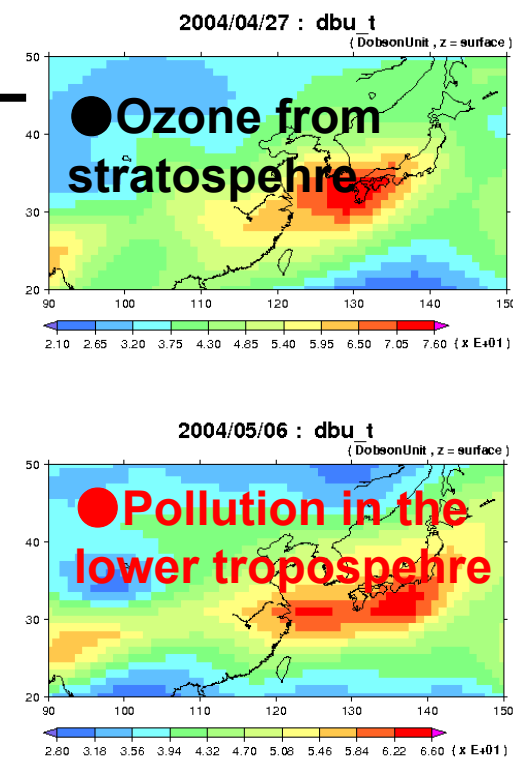 2004/04/27 : dbu_t
(DobsonUnit, z = surface)
50
●Ozone from
40
stratospehre
30
20
90 100 110 120 130 140 150
2.10 2.65 3.20 3.75 4.30 4.85 5.40 5.95 6.50 7.05 7.60 (x E+01)
2004/05/06 : dbu_t
(DobsonUnit, z = surface)
50
●Pollution in the
40
lower tropospehre
30
20
90 100 110 120 130 140 150
2.80 3.18 3.56 3.94 4.32 4.70 5.08 5.46 5.84 6.22 6.60 (x E+01)